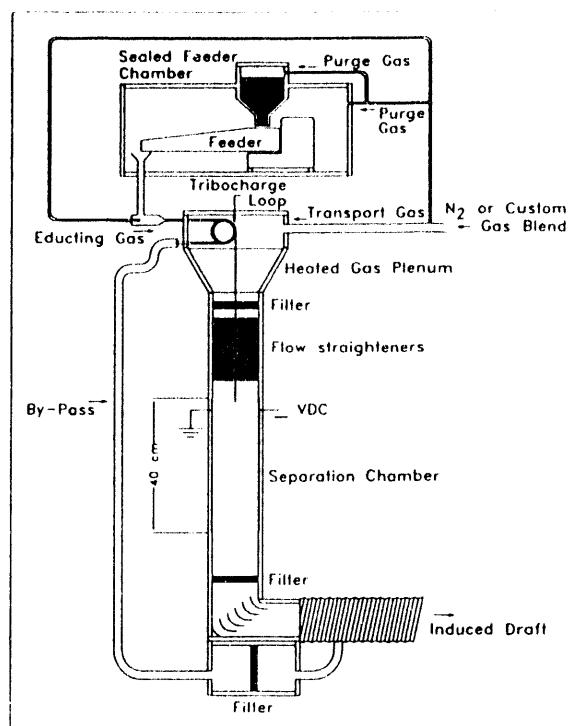 Sealed Feeder
Chamber
Purge Gas
Purge
Gas
Feeder
Tribocharge
Loop
Transport Gas
N2 or Custom
Gas Blend
Educting Gas
Heated Gas Plenum
Filter
Flow straighteners
By-Pass
VDC
40 cm
Separation Chamber
Filter
Induced Draft
Filter